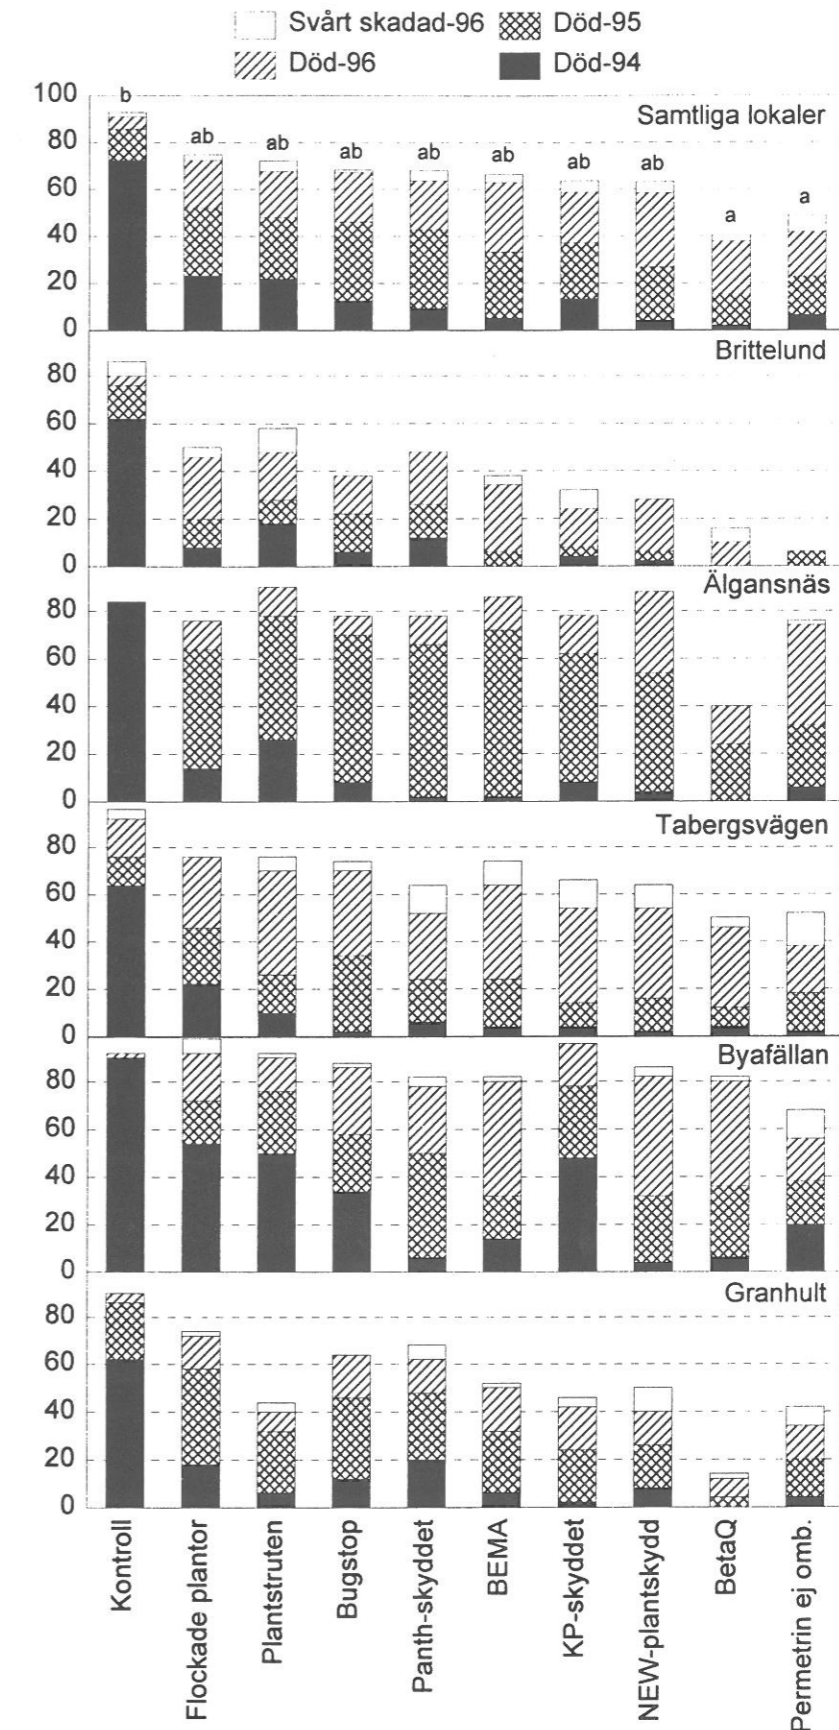 Svårt skadad-96 Död-95
Död-96 Död-94
100
80
60
40
20
0
Samtliga lokaler
b ab ab ab ab ab ab ab a a
Brittelund
80
60
40
20
0
Älgansnäs
80
60
40
20
0
Tabergsvägen
80
60
40
20
0
Byafällan
80
60
40
20
0
Granhult
80
60
40
20
0
Kontroll
Flockade plantor
Plantstruten
Bugstop
Panth-skyddet
BEMA
KP-skyddet
NEW-plantskydd
BetaQ
Permetrin ej omb.